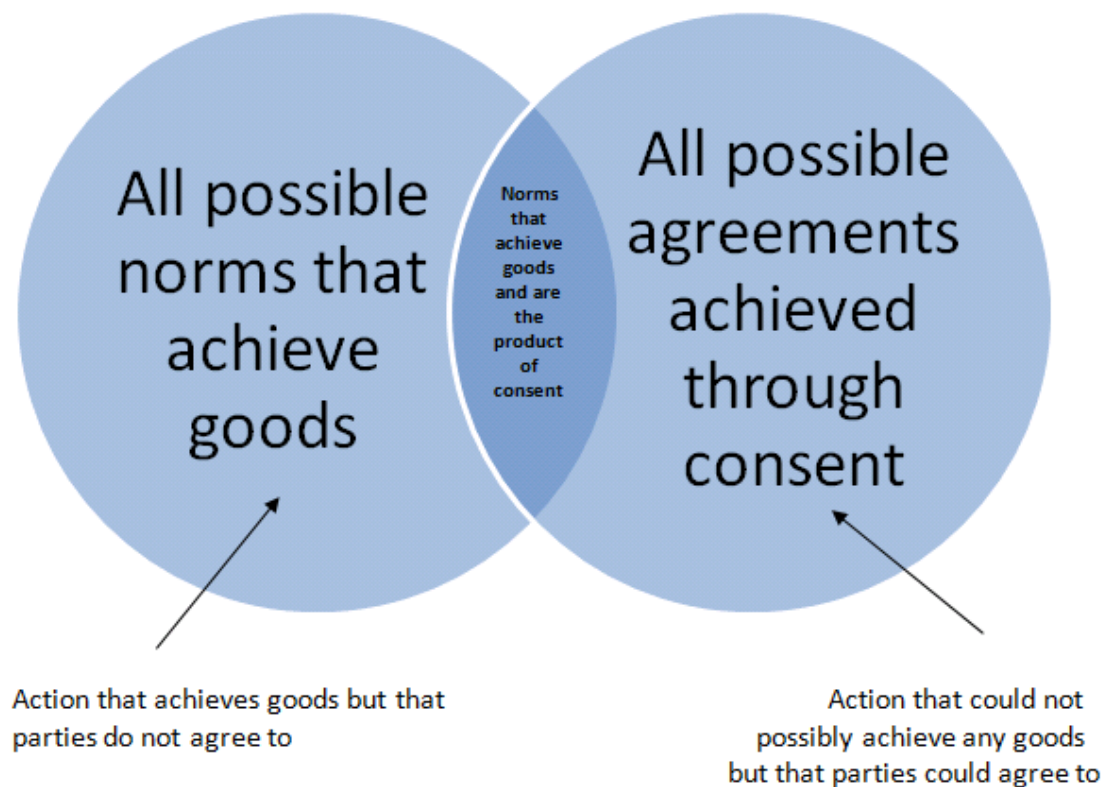 All possible
norms that
achieve
goods
Norms
that
achieve
goods
and are
the
product
of
consent
All possible
agreements
achieved
through
consent
Action that achieves goods but that
parties do not agree to
Action that could not
possibly achieve any goods
but that parties could agree to